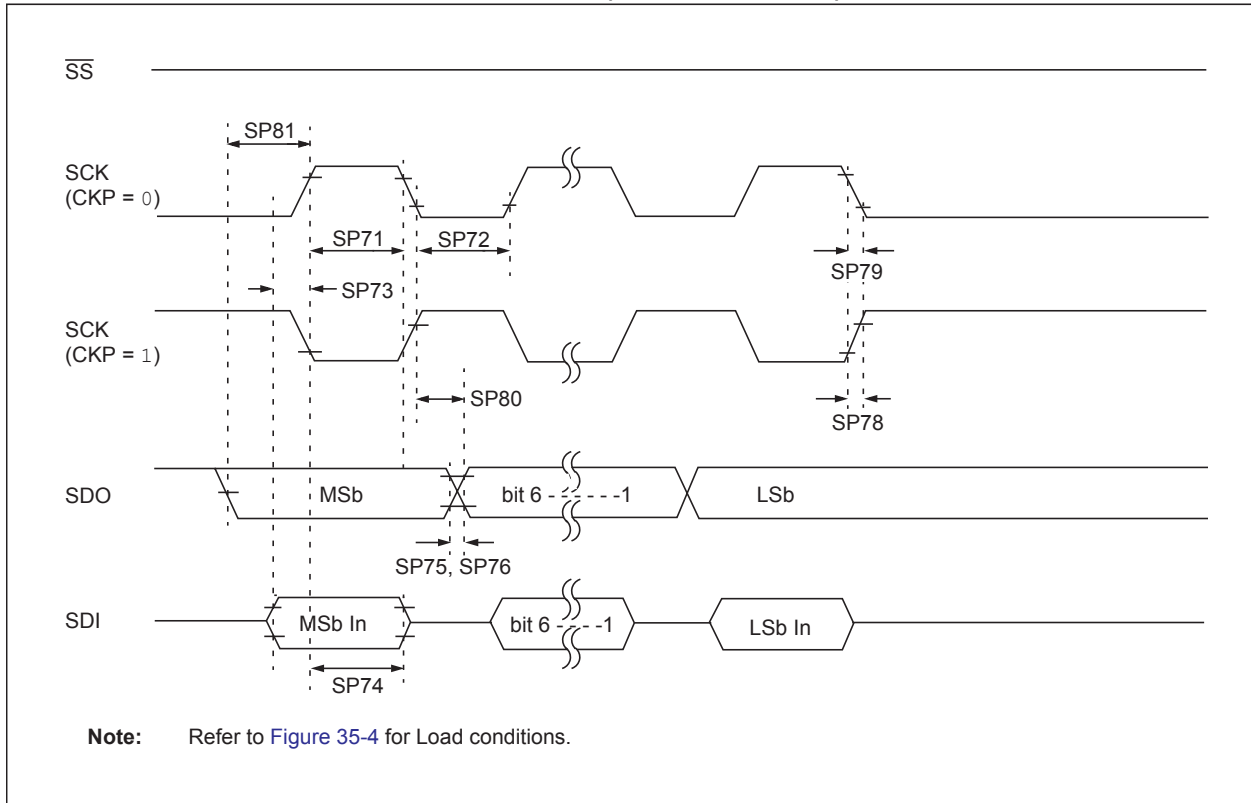 SS
SP81
SCK
(CKP = 0)
SP71
SP72
SP79
SP73
SCK
(CKP = 1)
SP80
SP78
SDO
MSb
bit 6 - - - - - -1
LSb
SP75, SP76
SDI
MSb In
bit 6 - - - -1
LSb In
SP74
Note: Refer to Figure 35-4 for Load conditions.